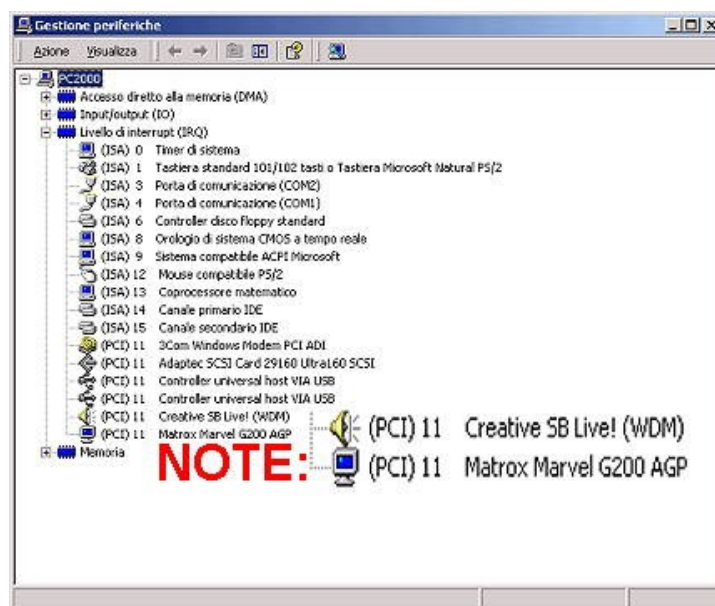 Gestione periferiche
Azione Visualizza
PC2000
Accesso diretto alla memoria (DMA)
Input/output (IO)
Livello di interrupt (IRQ)
(ISA) 0 Timer di sistema
(ISA) 1 Tastiera standard 101/102 tasti o Tastiera Microsoft Natural PS/2
(ISA) 3 Porta di comunicazione (COM2)
(ISA) 4 Porta di comunicazione (COM1)
(ISA) 6 Controller disco floppy standard
(ISA) 8 Orologio di sistema CMOS a tempo reale
(ISA) 9 Sistema compatibile ACPI Microsoft
(ISA) 12 Mouse compatibile PS/2
(ISA) 13 Coprocessore matematico
(ISA) 14 Canale primario IDE
(ISA) 15 Canale secondario IDE
(PCI) 11 3Com Windows Modem PCI ADI
(PCI) 11 Adaptec SCSI Card 29160 Ultra160 SCSI
(PCI) 11 Controller universal host VIA USB
(PCI) 11 Controller universal host VIA USB
(PCI) 11 Creative SB Live! (WDM)
(PCI) 11 Matrox Marvel G200 AGP
Memoria
NOTE:
(PCI) 11 Creative SB Live! (WDM)
(PCI) 11 Matrox Marvel G200 AGP